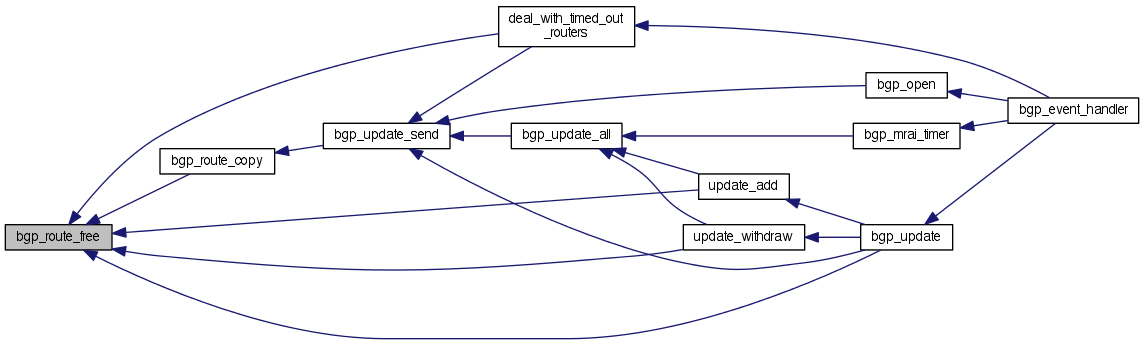 deal_with_timed_out
_routers
bgp_open
bgp_event_handler
bgp_update_send
bgp_update_all
bgp_mrai_timer
bgp_route_copy
update_add
bgp_route_free
update_withdraw
bgp_update